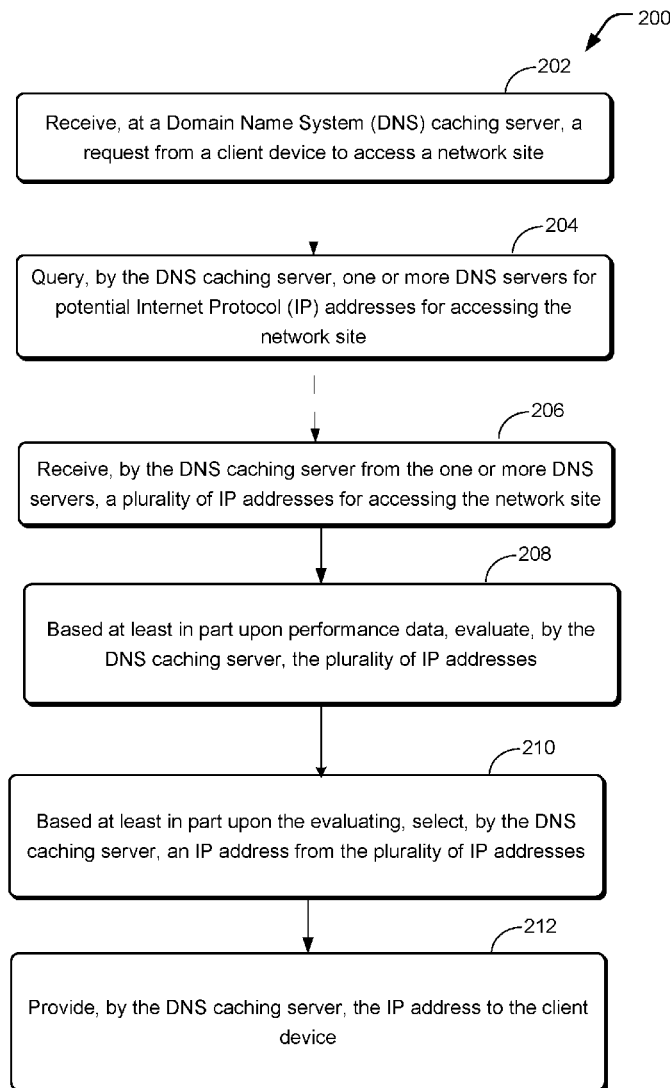 200
202
Receive, at a Domain Name System (DNS) caching server, a
request from a client device to access a network site
204
Query, by the DNS caching server, one or more DNS servers for
potential Internet Protocol (IP) addresses for accessing the
network site
206
Receive, by the DNS caching server from the one or more DNS
servers, a plurality of IP addresses for accessing the network site
208
Based at least in part upon performance data, evaluate, by the
DNS caching server, the plurality of IP addresses
210
Based at least in part upon the evaluating, select, by the DNS
caching server, an IP address from the plurality of IP addresses
212
Provide, by the DNS caching server, the IP address to the client
device